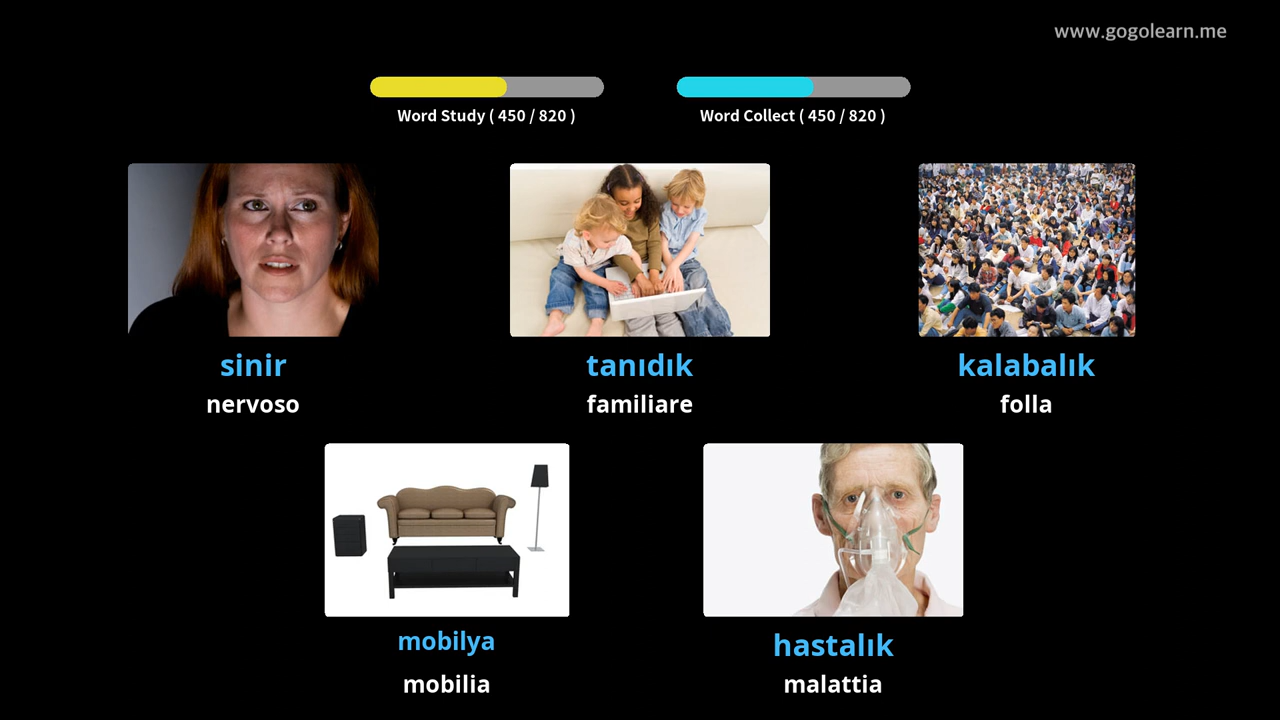 www.gogolearn.me
Word Study ( 450 / 820 )
Word Collect ( 450 / 820 )
sinir
nervoso
tanıdık
familiare
kalabalık
folla
mobilya
mobilia
hastalık
malattia